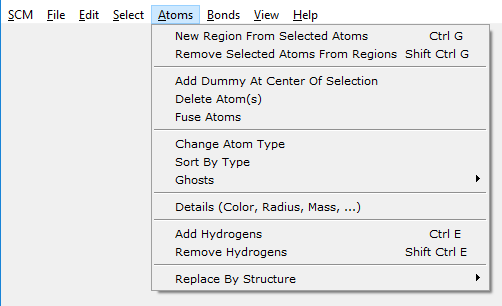 SCM File Edit Select Atoms Bonds View Help
New Region From Selected Atoms Ctrl G
Remove Selected Atoms From Regions Shift Ctrl G
Add Dummy At Center Of Selection
Delete Atom(s)
Fuse Atoms
Change Atom Type
Sort By Type
Ghosts
Details (Color, Radius, Mass, ...)
Add Hydrogens Ctrl E
Remove Hydrogens Shift Ctrl E
Replace By Structure